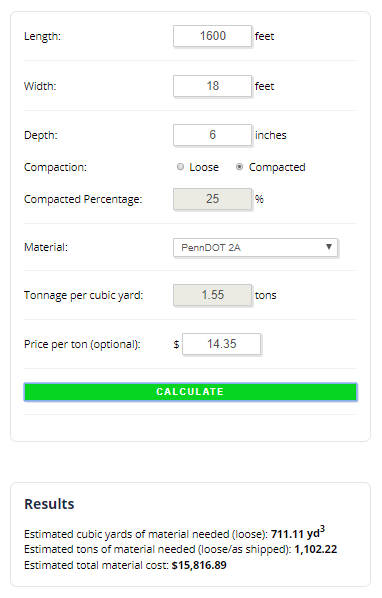 Length: 1600 feet
Width: 18 feet
Depth: 6 inches
Compaction: Loose Compacted
Compacted Percentage: 25 %
Material: PennDOT 2A
Tonnage per cubic yard: 1.55 tons
Price per ton (optional): $ 14.35
CALCULATE
Results
Estimated cubic yards of material needed (loose): 711.11 yd³
Estimated tons of material needed (loose/as shipped): 1,102.22
Estimated total material cost: $15,816.89